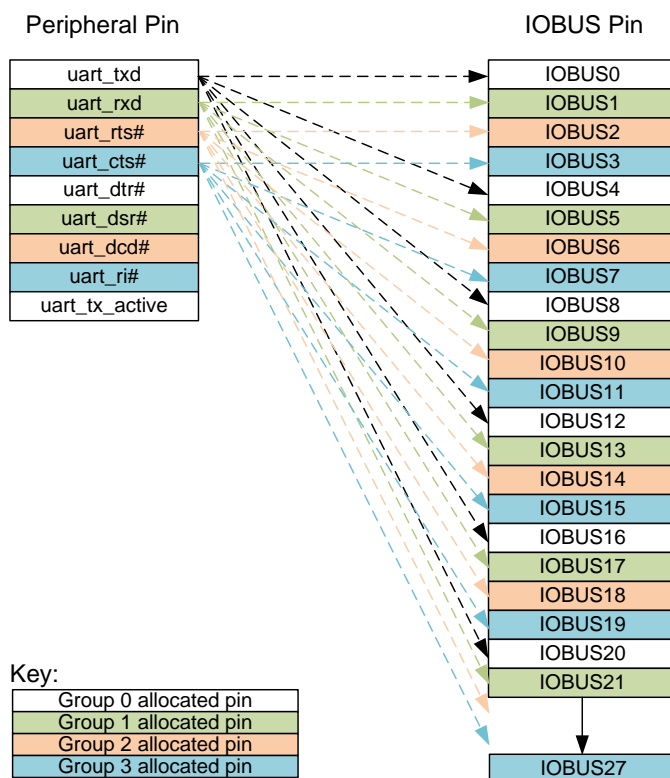 Peripheral Pin
uart_txd
uart_rxd
uart_rts#
uart_cts#
uart_dtr#
uart_dsr#
uart_dcd#
uart_ri#
uart_tx_active
IOBUS Pin
IOBUS0
IOBUS1
IOBUS2
IOBUS3
IOBUS4
IOBUS5
IOBUS6
IOBUS7
IOBUS8
IOBUS9
IOBUS10
IOBUS11
IOBUS12
IOBUS13
IOBUS14
IOBUS15
IOBUS16
IOBUS17
IOBUS18
IOBUS19
IOBUS20
IOBUS21
IOBUS27
Key:
Group 0 allocated pin
Group 1 allocated pin
Group 2 allocated pin
Group 3 allocated pin